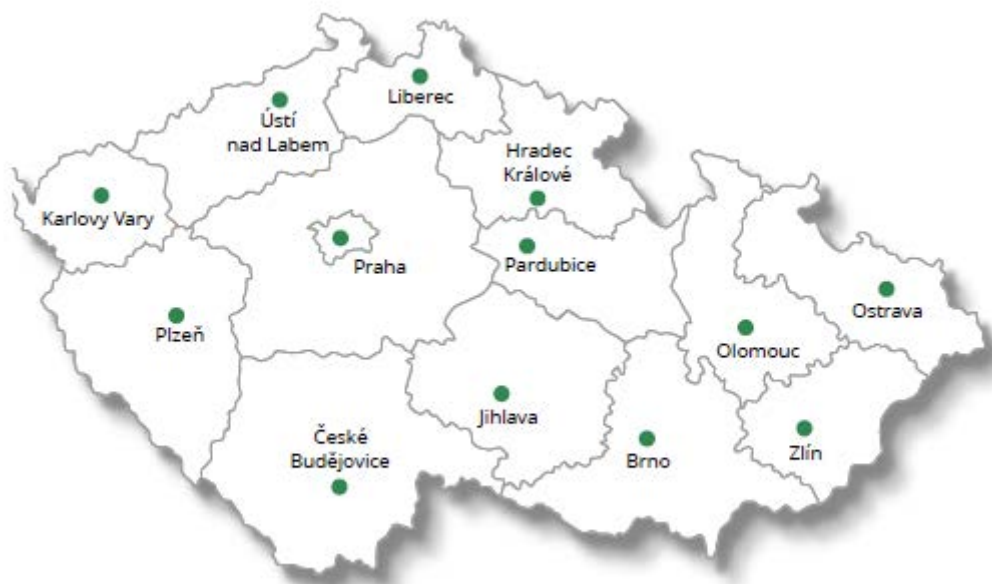 Liberec
Ústí
nad Labem
Hradec
Králové
Karlovy Vary
Praha
Pardubice
Ostrava
Plzeň
Olomouc
Jihlava
České
Budějovice
Brno
Zlín